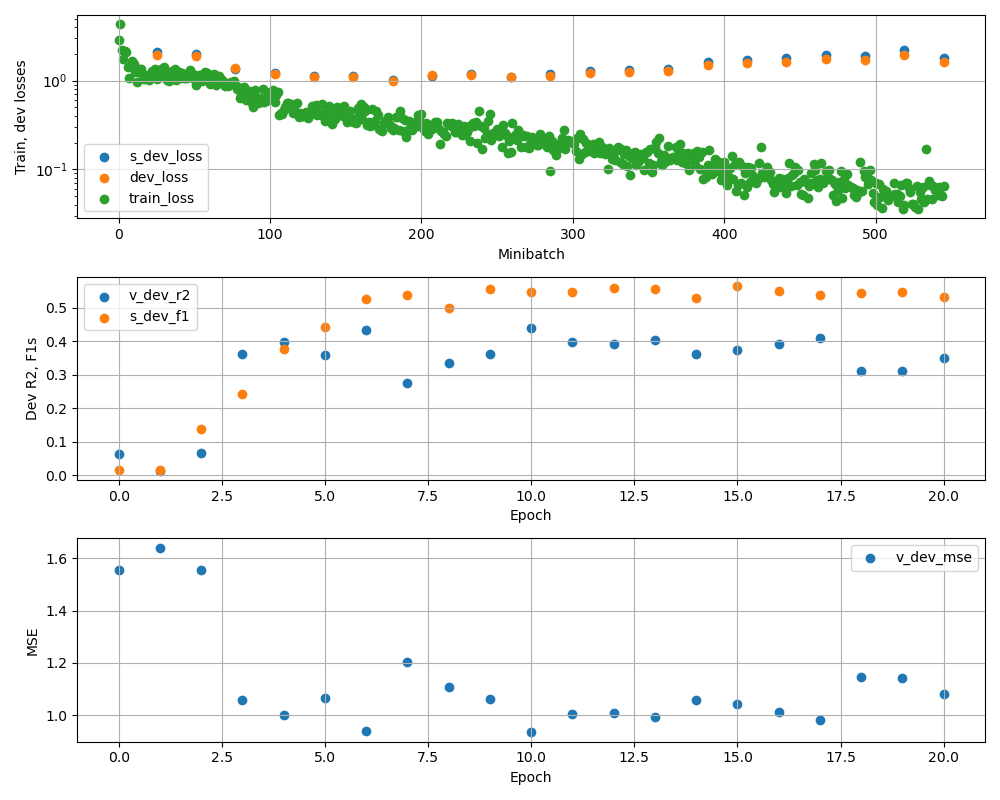 Train, dev losses
10⁰
10⁻¹
s_dev_loss
dev_loss
train_loss
0 100 200 300 400 500
Minibatch
Dev R2, F1s
0.5
0.4
0.3
0.2
0.1
0.0
v_dev_r2
s_dev_f1
0.0 2.5 5.0 7.5 10.0 12.5 15.0 17.5 20.0
Epoch
MSE
1.6
1.4
1.2
1.0
v_dev_mse
0.0 2.5 5.0 7.5 10.0 12.5 15.0 17.5 20.0
Epoch